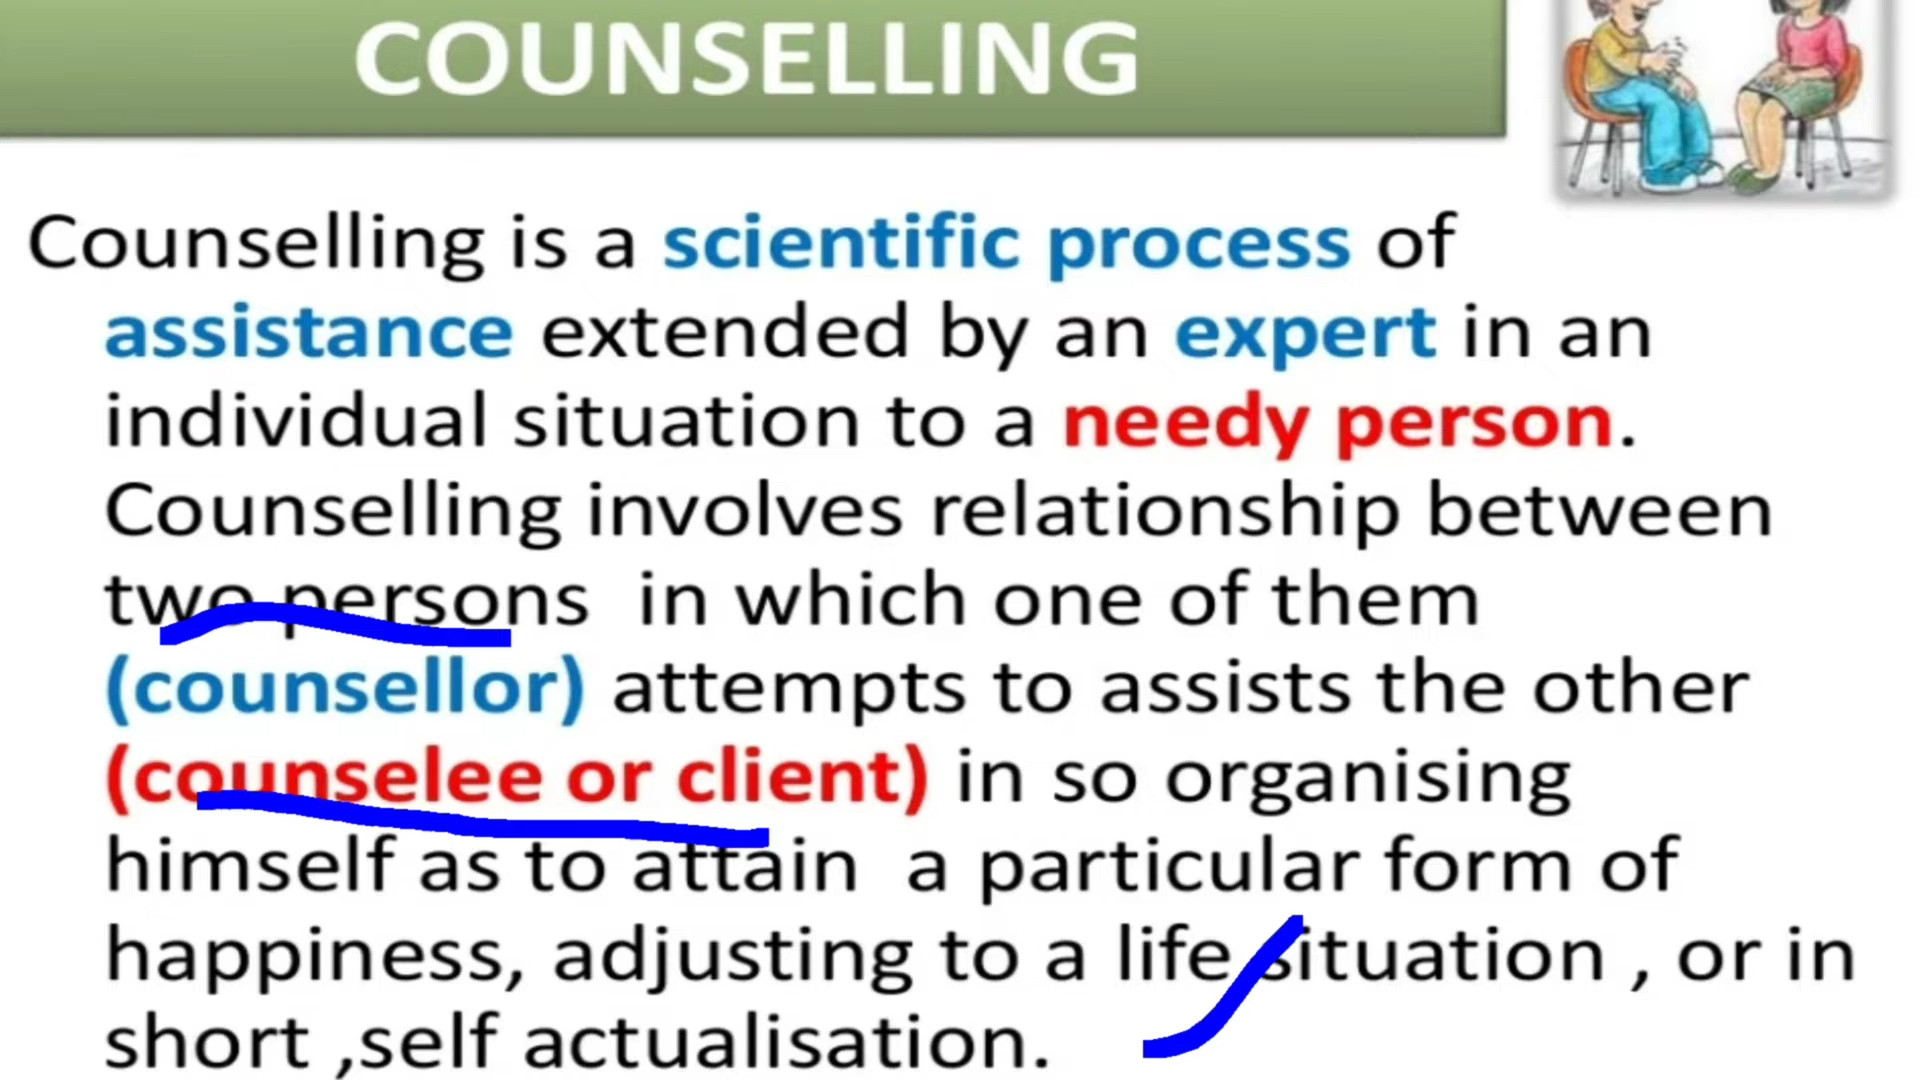 COUNSELLING
Counselling is a scientific process of
assistance extended by an expert in an
individual situation to a needy person.
Counselling involves relationship between
two persons in which one of them
(counsellor) attempts to assists the other
(counselee or client) in so organising
himself as to attain a particular form of
happiness, adjusting to a life situation , or in
short ,self actualisation.